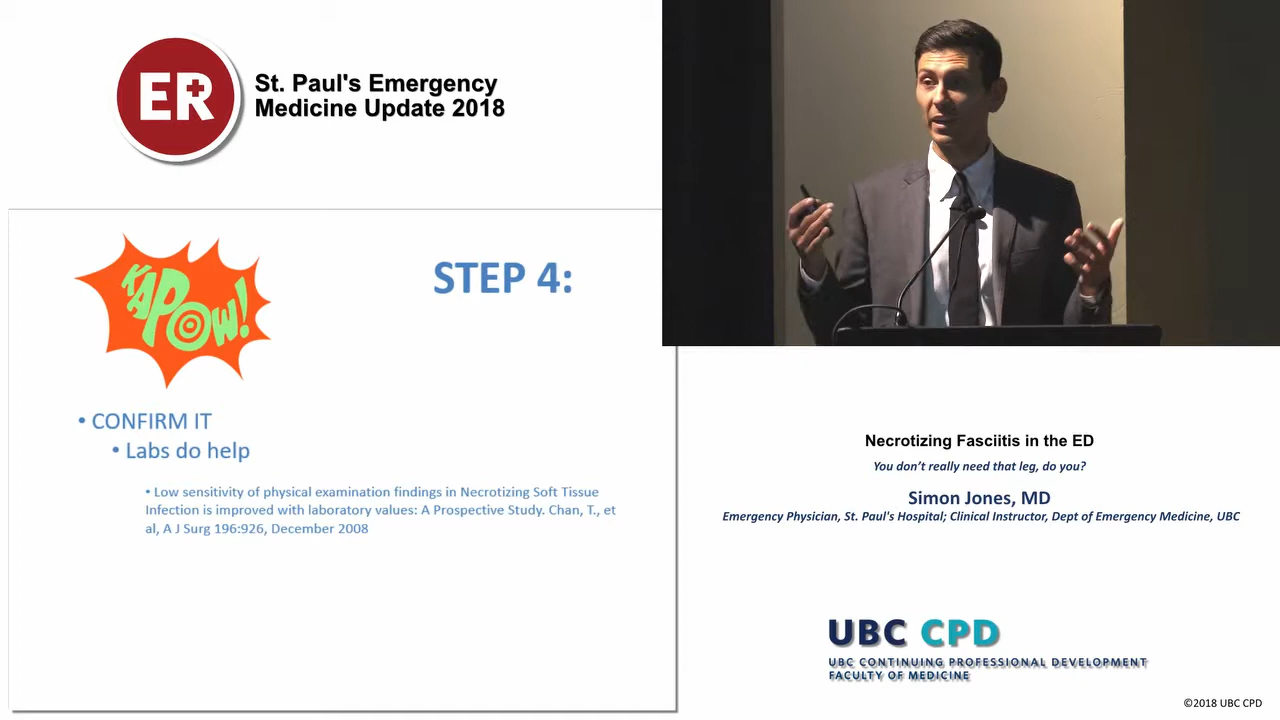 ER
St. Paul's Emergency
Medicine Update 2018
KAPOW!
STEP 4:
• CONFIRM IT
• Labs do help
• Low sensitivity of physical examination findings in Necrotizing Soft Tissue
Infection is improved with laboratory values: A Prospective Study. Chan, T., et
al, A J Surg 196:926, December 2008
Necrotizing Fasciitis in the ED
You don't really need that leg, do you?
Simon Jones, MD
Emergency Physician, St. Paul's Hospital; Clinical Instructor, Dept of Emergency Medicine, UBC
UBC CPD
UBC CONTINUING PROFESSIONAL DEVELOPMENT
FACULTY OF MEDICINE
©2018 UBC CPD